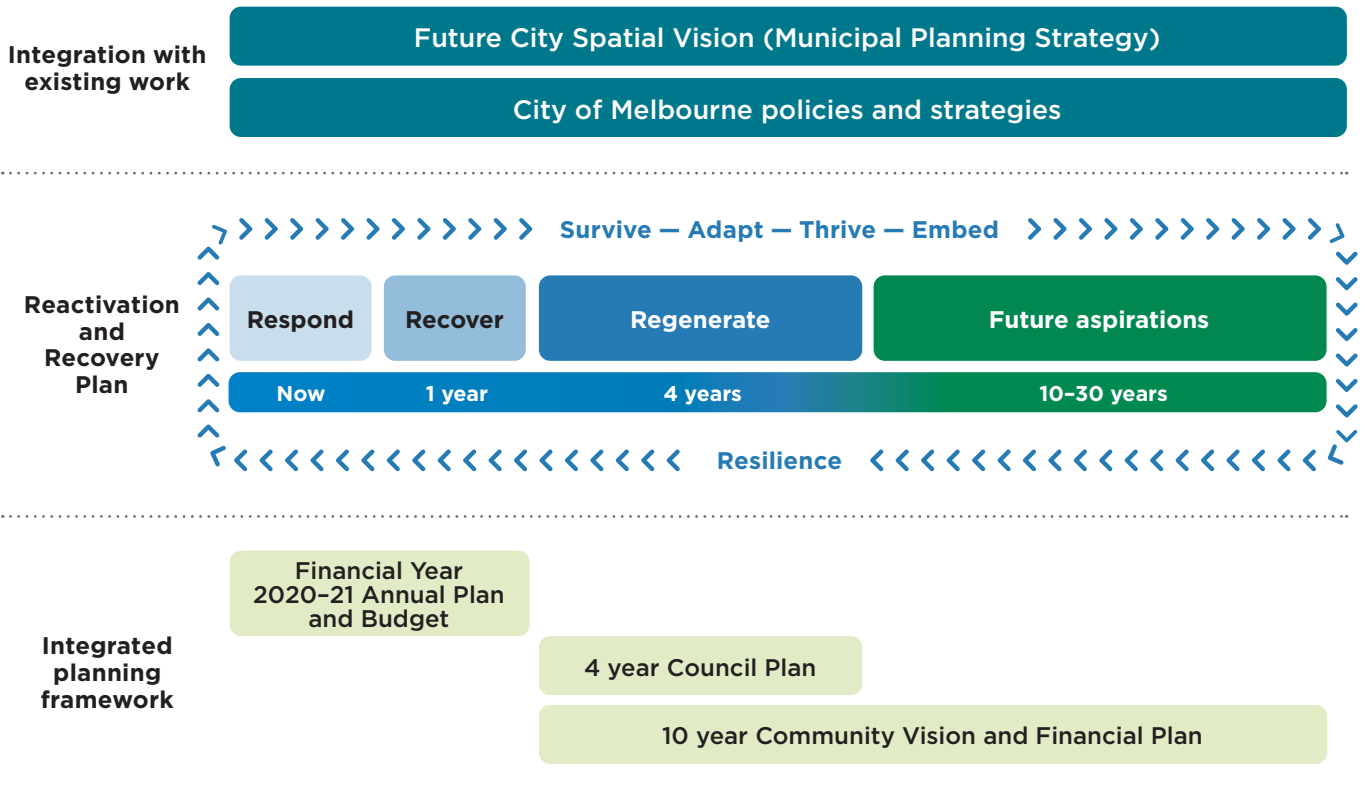 Integration with
existing work
Future City Spatial Vision (Municipal Planning Strategy)
City of Melbourne policies and strategies
Reactivation
and
Recovery
Plan
Survive — Adapt — Thrive — Embed
Respond
Recover
Regenerate
Future aspirations
Now
1 year
4 years
10–30 years
Resilience
Integrated
planning
framework
Financial Year
2020–21 Annual Plan
and Budget
4 year Council Plan
10 year Community Vision and Financial Plan